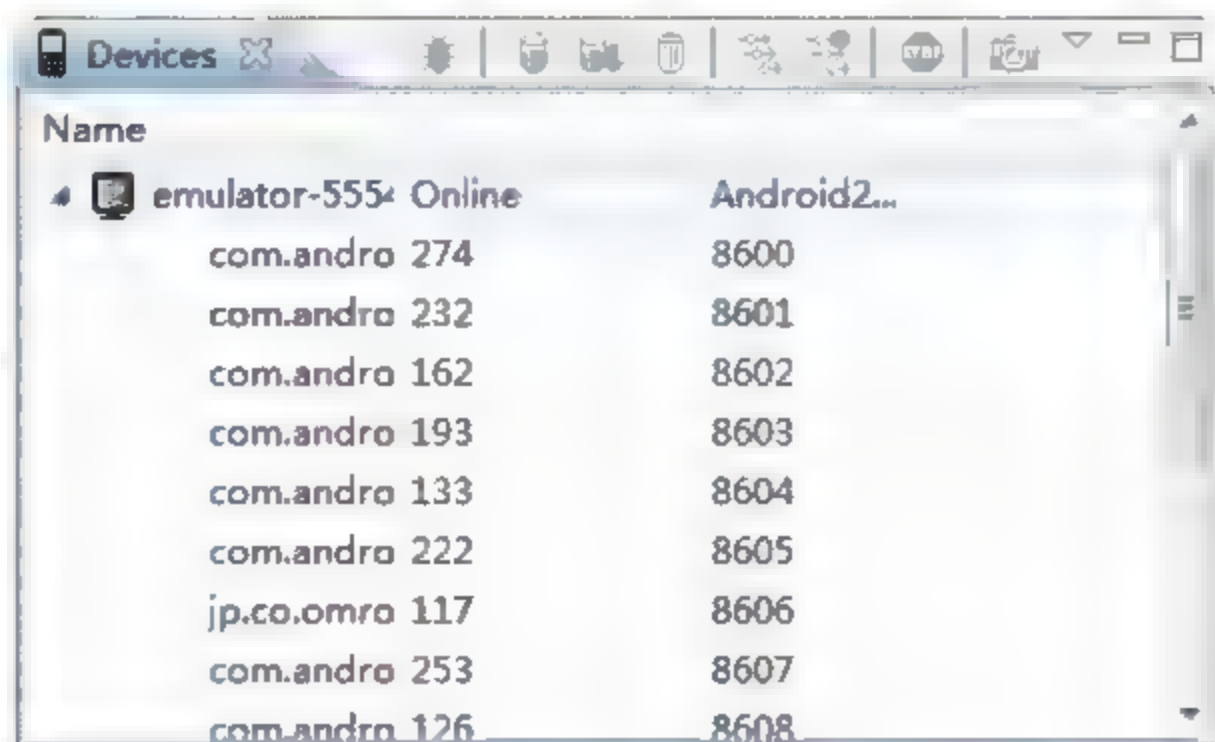 Devices
Name
emulator-5554 Online Android2...
com.andro 274 8600
com.andro 232 8601
com.andro 162 8602
com.andro 193 8603
com.andro 133 8604
com.andro 222 8605
jp.co.omro 117 8606
com.andro 253 8607
com.andro 126 8608